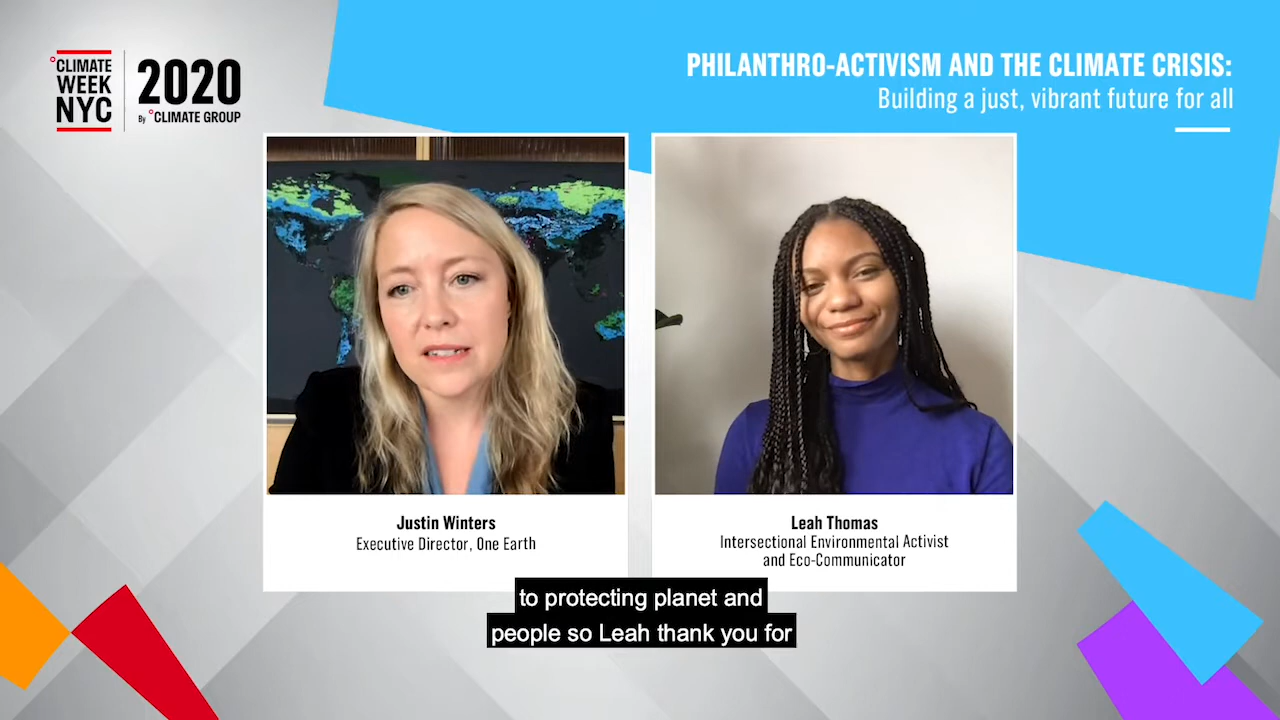 °CLIMATE
WEEK
NYC
2020
By °CLIMATE GROUP
PHILANTHRO-ACTIVISM AND THE CLIMATE CRISIS:
Building a just, vibrant future for all
Justin Winters
Executive Director, One Earth
Leah Thomas
Intersectional Environmental Activist
and Eco-Communicator
to protecting planet and
people so Leah thank you for